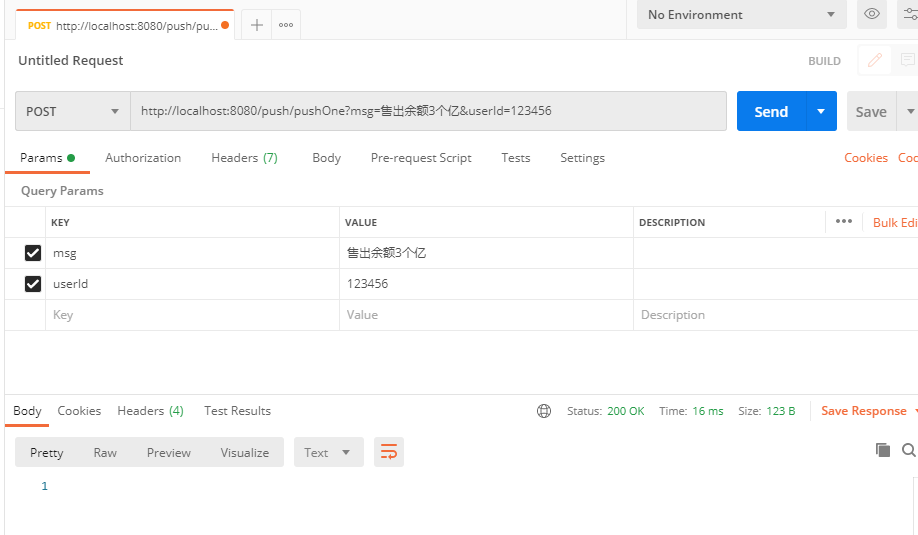 POST http://localhost:8080/push/pu... + ooo No Environment
Untitled Request BUILD
POST http://localhost:8080/push/pushOne?msg=售出余额3个亿&userId=123456 Send Save
Params Authorization Headers (7) Body Pre-request Script Tests Settings Cookies
Query Params
KEY VALUE DESCRIPTION ••• Bulk Edi
msg 售出余额3个亿
userId 123456
Key Value Description
Body Cookies Headers (4) Test Results Status: 200 OK Time: 16 ms Size: 123 B Save Response
Pretty Raw Preview Visualize Text
1